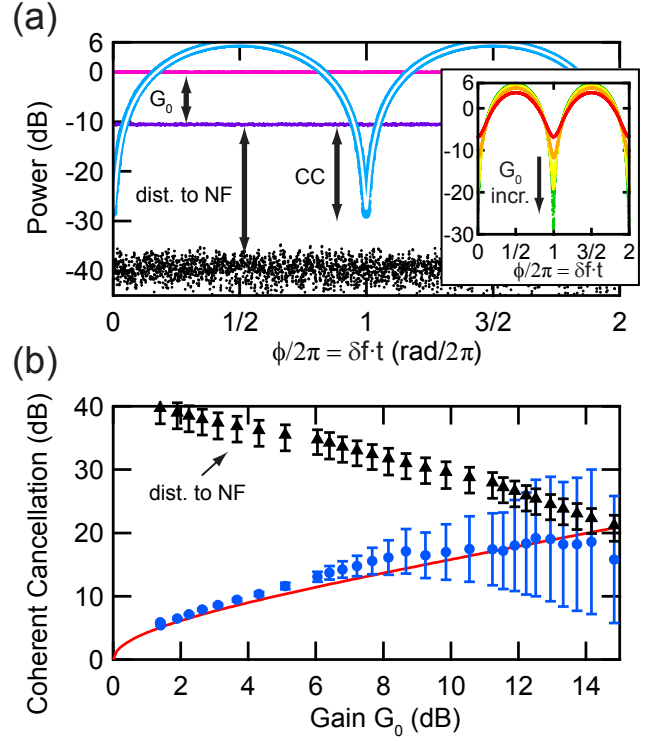 (a)
6
0
-10
-20
-30
-40
Power (dB)
G0
dist. to NF
CC
0
1/2
1
3/2
2
ϕ/2π = δf·t (rad/2π)
6
0
-10
-20
-30
G0
incr.
0
1/2
1
3/2
2
ϕ/2π = δf·t
(b)
40
30
20
10
0
Coherent Cancellation (dB)
dist. to NF
0
2
4
6
8
10
12
14
Gain G0 (dB)